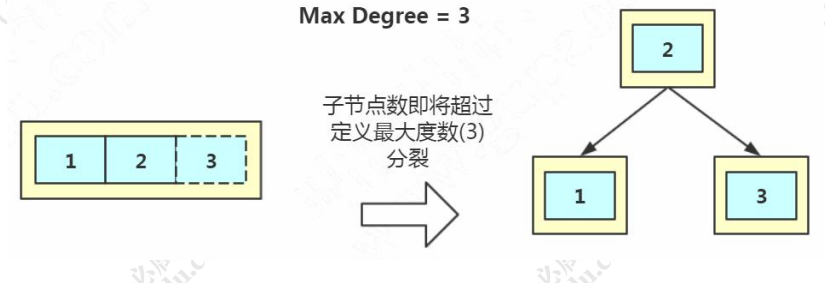 Max Degree = 3
1 2 3
子节点数即将超过
定义最大度数(3)
分裂
2
1 3